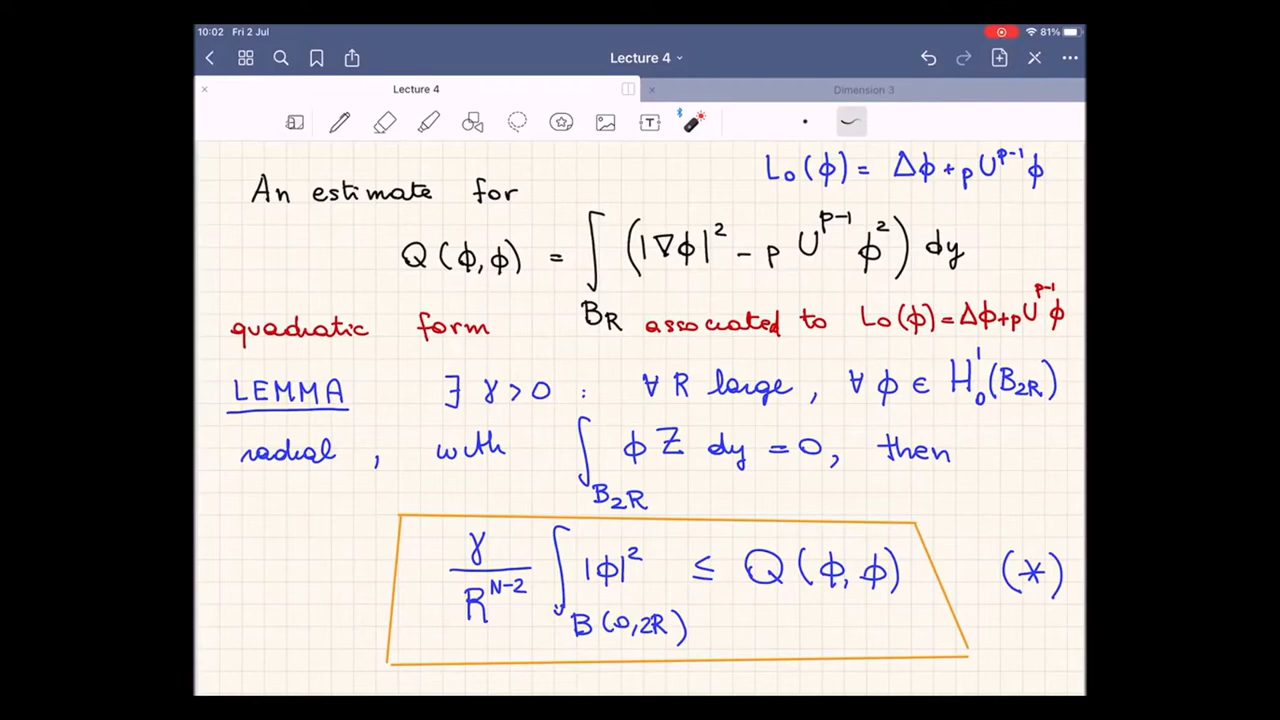 10:02 Fri 2 Jul 81%
Lecture 4
Lecture 4 Dimension 3
L₀(ϕ) = Δϕ + p U^{p-1} ϕ
An estimate for
Q(ϕ,ϕ) = ∫_{B_R} (|∇ϕ|² - p U^{p-1} ϕ²) dy
quadratic form associated to L₀(ϕ) = Δϕ + p U^{p-1} ϕ
LEMMA ∃ γ > 0 : ∀ R large, ∀ ϕ ∈ H₀¹(B_{2R})
radial, with ∫_{B_{2R}} ϕ Z dy = 0, then
γ/R^{N-2} ∫_{B(0,2R)} |ϕ|² ≤ Q(ϕ,ϕ) (*)